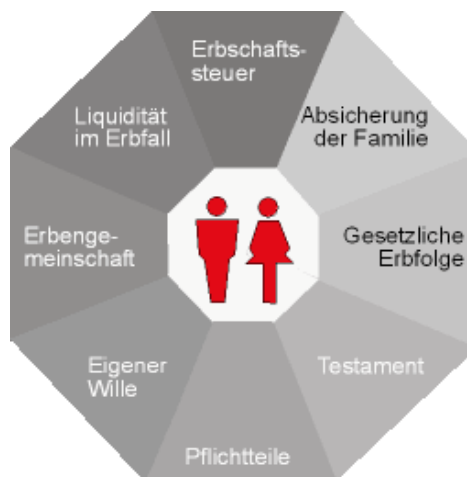 Erbschafts-
steuer
Absicherung
der Familie
Gesetzliche
Erbfolge
Testament
Pflichtteile
Eigener
Wille
Erbenge-
meinschaft
Liquidität
im Erbfall